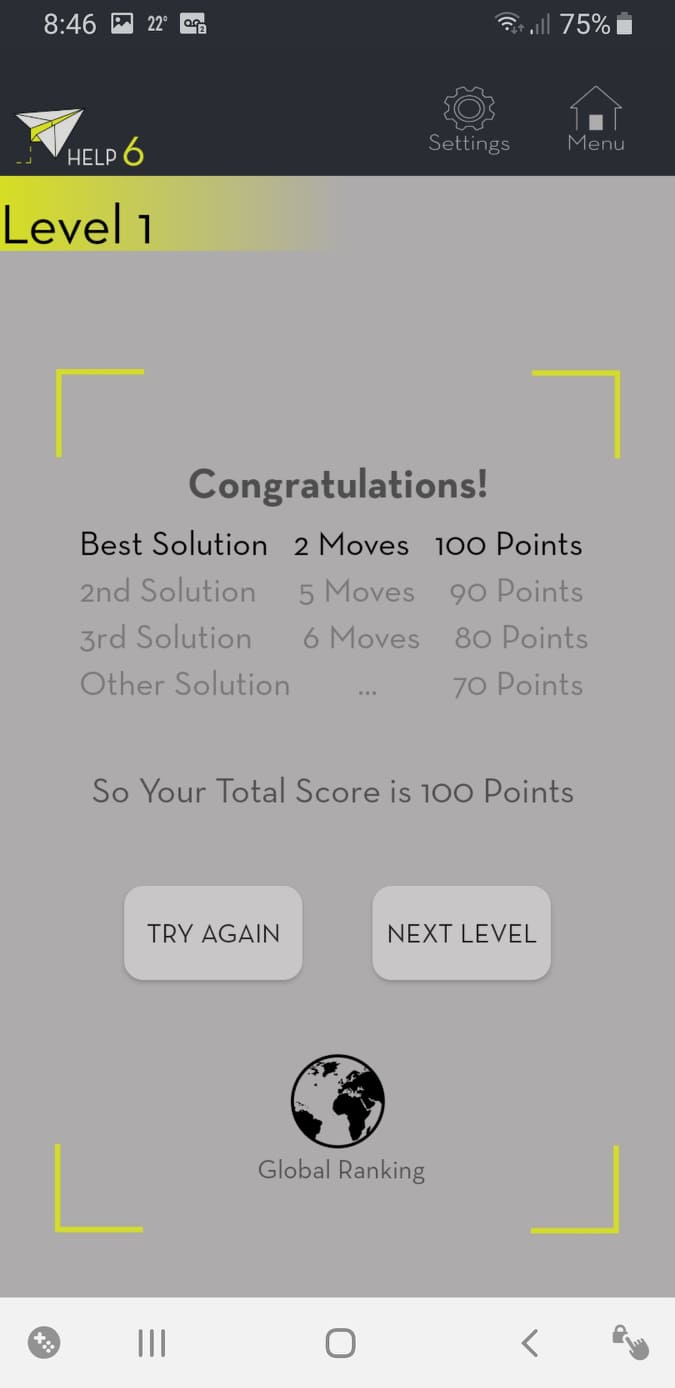 8:46 22° 75%
HELP 6
Settings Menu
Level 1
Congratulations!
Best Solution 2 Moves 100 Points
2nd Solution 5 Moves 90 Points
3rd Solution 6 Moves 80 Points
Other Solution ... 70 Points
So Your Total Score is 100 Points
TRY AGAIN NEXT LEVEL
Global Ranking